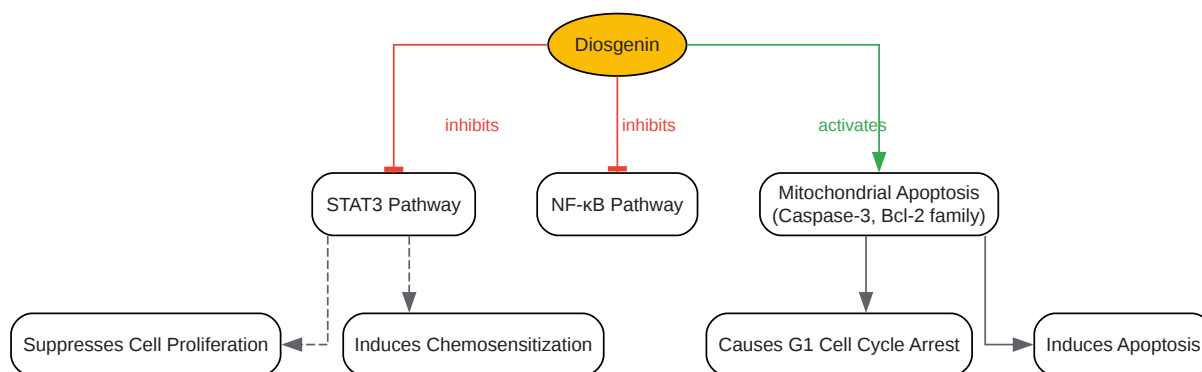 Diosgenin
inhibits
inhibits
activates
STAT3 Pathway
NF-κB Pathway
Mitochondrial Apoptosis
(Caspase-3, Bcl-2 family)
Suppresses Cell Proliferation
Induces Chemosensitization
Causes G1 Cell Cycle Arrest
Induces Apoptosis